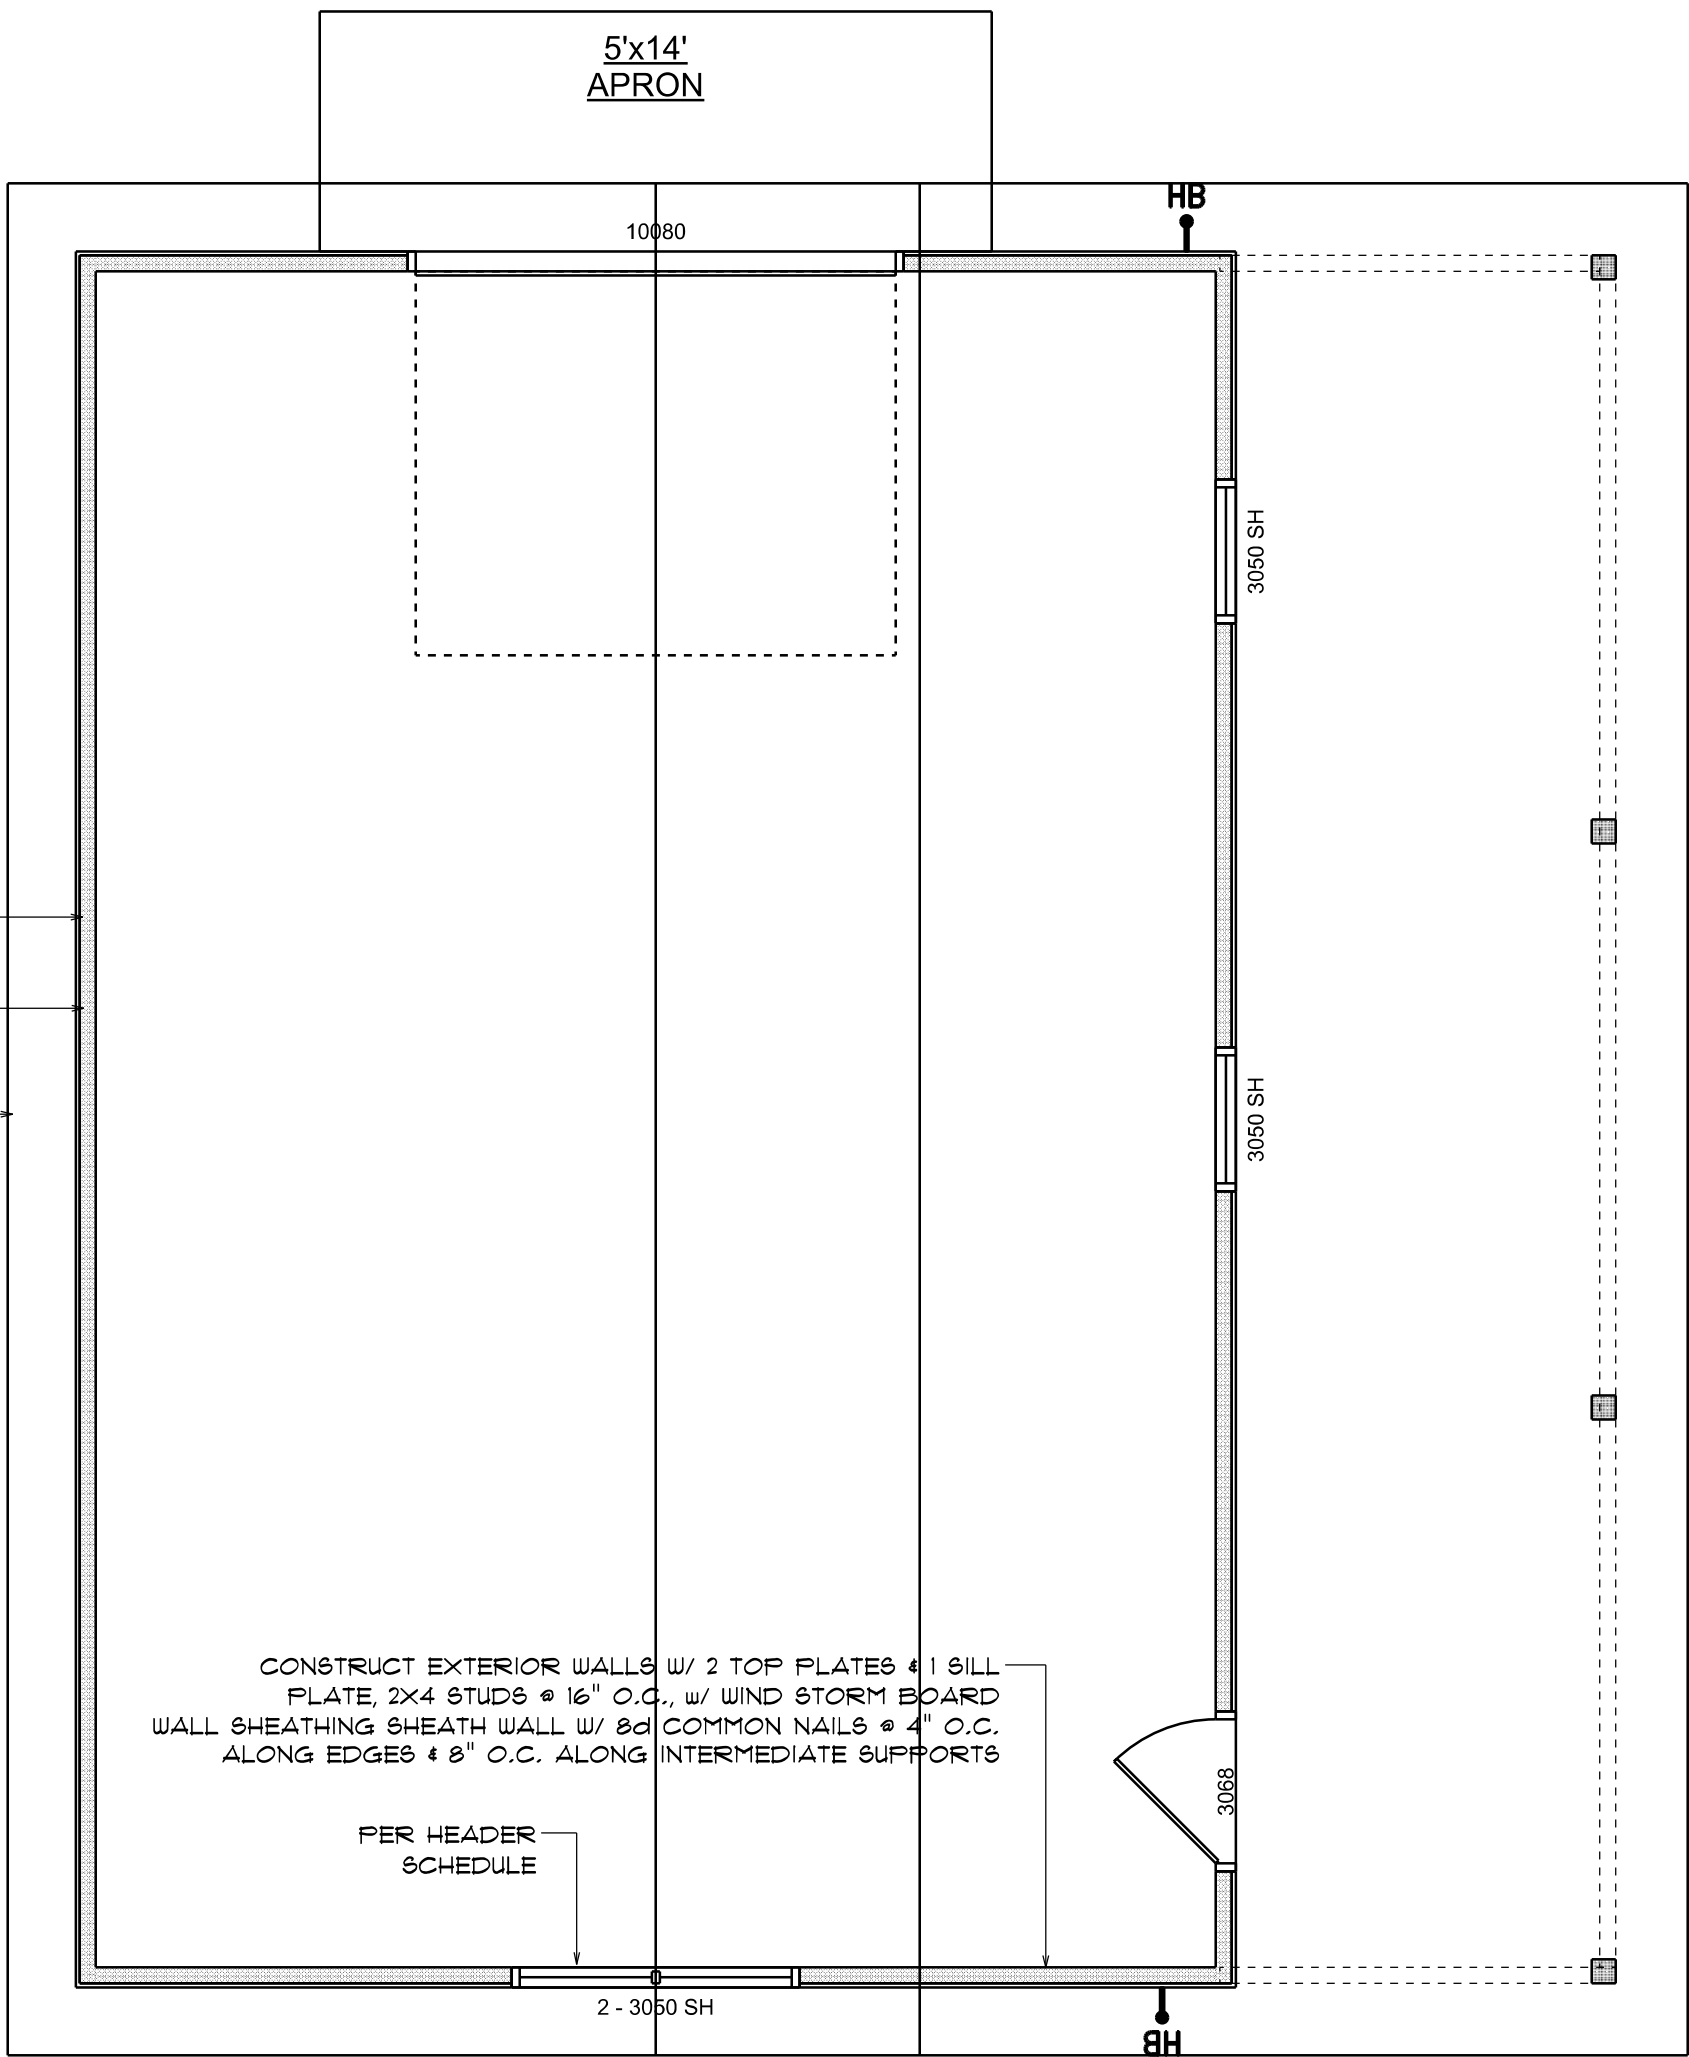 5'x14'
APRON
HB
10080
3050 SH
3050 SH
CONSTRUCT EXTERIOR WALLS W/ 2 TOP PLATES & 1 SILL
PLATE, 2X4 STUDS @ 16" O.C., w/ WIND STORM BOARD
WALL SHEATHING SHEATH WALL W/ 8d COMMON NAILS @ 4" O.C.
ALONG EDGES & 8" O.C. ALONG INTERMEDIATE SUPPORTS
3068
PER HEADER
SCHEDULE
2 - 3050 SH
HB